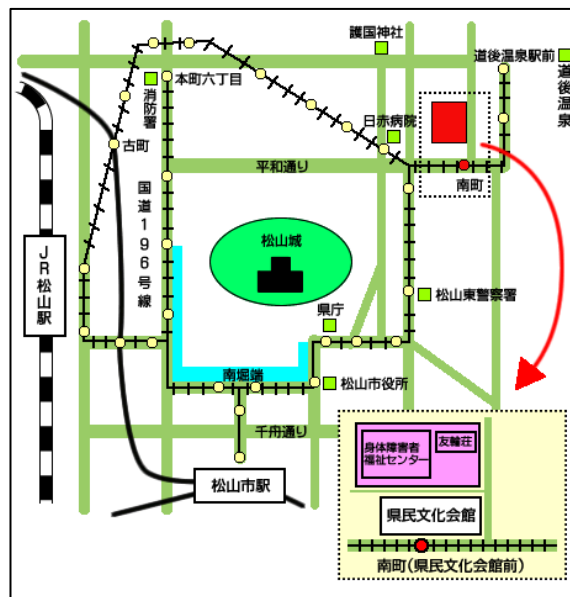 護国神社
道後温泉駅前
道後温泉
本町六丁目
消防署
日赤病院
古町
平和通り
南町
国道196号線
松山城
JR松山駅
県庁
松山東警察署
南堀端
松山市役所
千舟通り
松山市駅
身体障害者
福祉センター
友輪荘
県民文化会館
南町(県民文化会館前)